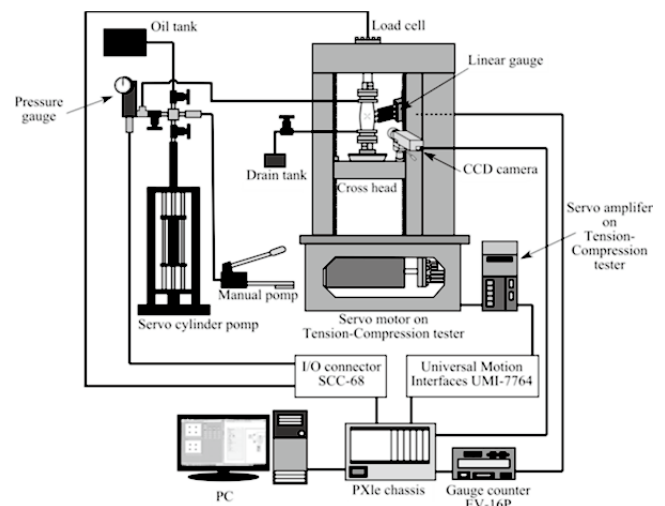 Oil tank
Load cell
Linear gauge
Pressure
gauge
Drain tank
Cross head
CCD camera
Servo amplifer
on
Tension-
Compression
tester
Manual pomp
Servo cylinder pomp
Servo motor on
Tension-Compression tester
I/O connector
SCC-68
Universal Motion
Interfaces UMI-7764
PC
PXIe chassis
Gauge counter
EV-16P